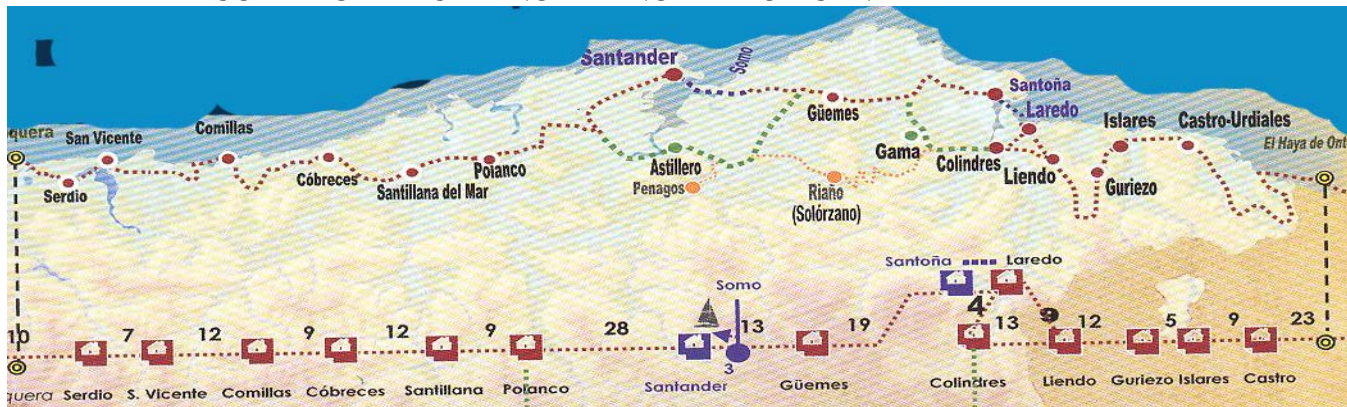 Santander
Somo
Santoña
Laredo
Güemes
Islares
Castro-Urdiales
quera
San Vicente
Comillas
El Haya de Ont
Gama
Colindres
Cóbreces
Polanco
Astillero
Liendo
Serdio
Santillana del Mar
Penagos
Riaño
(Solórzano)
Guriezo
Santoña
Laredo
Somo
10
7
12
9
12
9
28
13
19
4
13
9
12
5
9
23
3
quera
Serdio
S. Vicente
Comillas
Cóbreces
Santillana
Polanco
Santander
Güemes
Colindres
Liendo
Guriezo
Islares
Castro